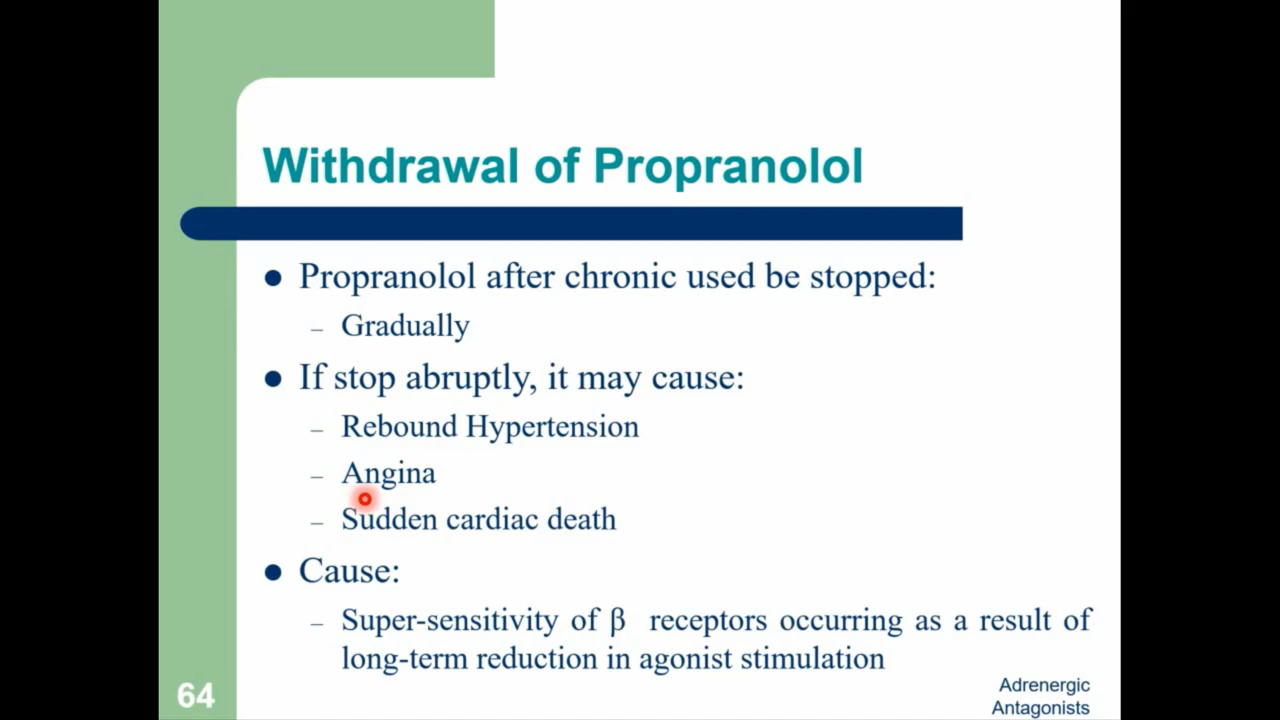 Withdrawal of Propranolol
● Propranolol after chronic used be stopped:
– Gradually
● If stop abruptly, it may cause:
– Rebound Hypertension
– Angina
– Sudden cardiac death
● Cause:
– Super-sensitivity of β receptors occurring as a result of
long-term reduction in agonist stimulation
64
Adrenergic
Antagonists